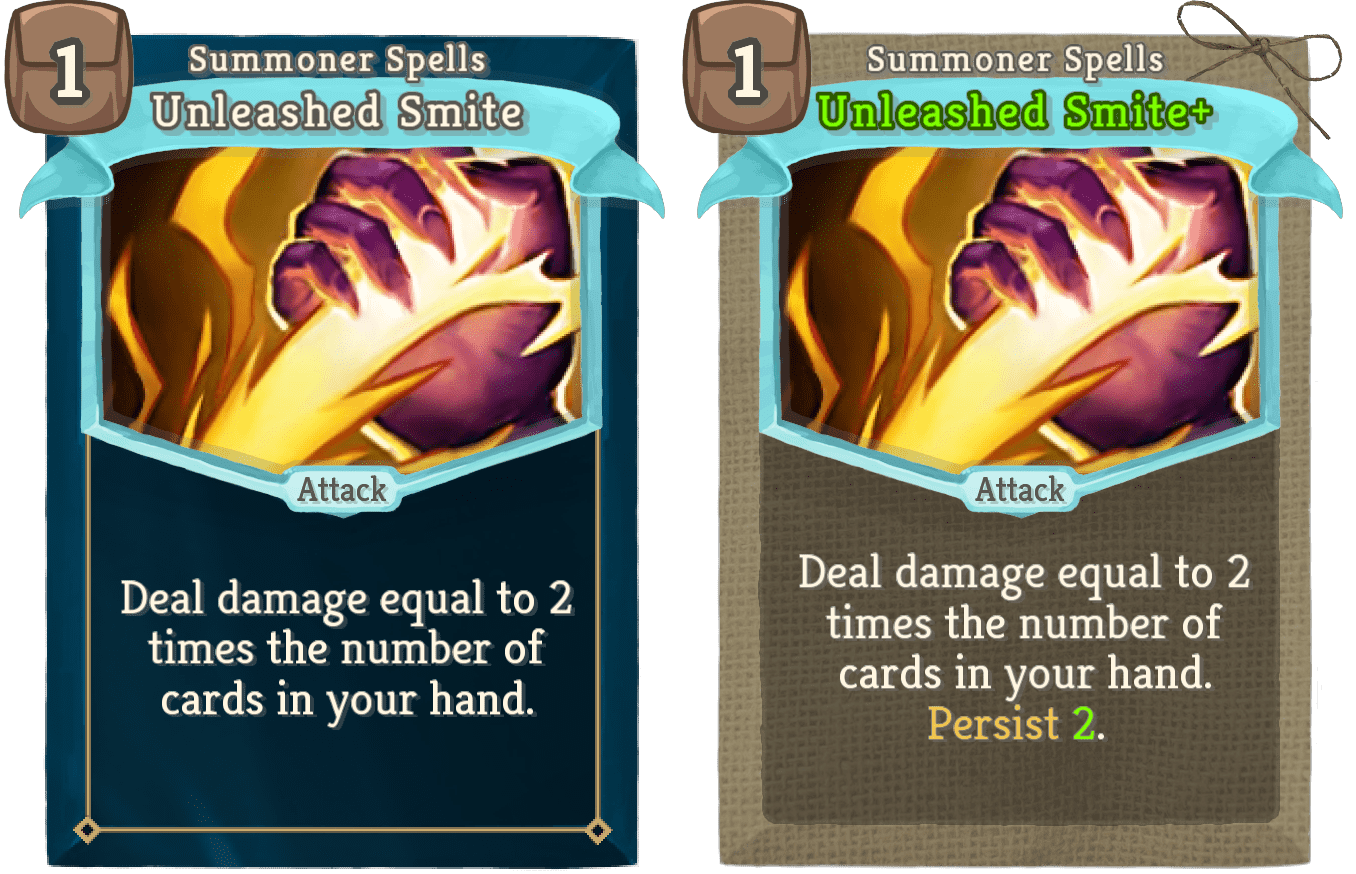 1
Summoner Spells
Unleashed Smite
Attack
Deal damage equal to 2
times the number of
cards in your hand.
1
Summoner Spells
Unleashed Smite+
Attack
Deal damage equal to 2
times the number of
cards in your hand.
Persist 2.